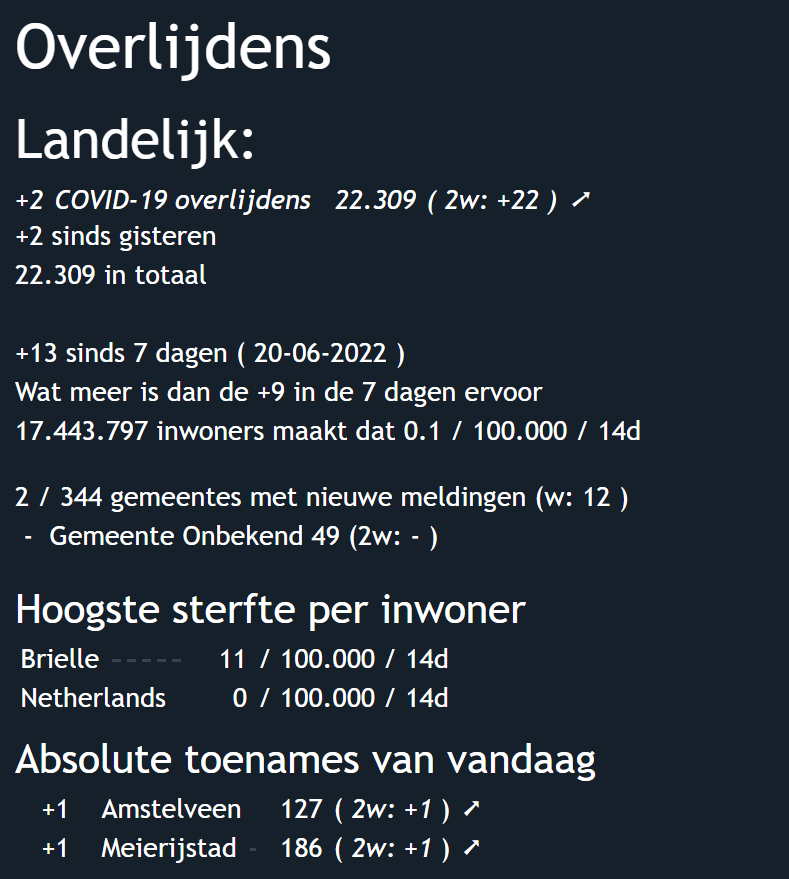 Overlijdens
Landelijk:
+2 COVID-19 overlijdens 22.309 ( 2w: +22 ) ➚
+2 sinds gisteren
22.309 in totaal
+13 sinds 7 dagen ( 20-06-2022 )
Wat meer is dan de +9 in de 7 dagen ervoor
17.443.797 inwoners maakt dat 0.1 / 100.000 / 14d
2 / 344 gemeentes met nieuwe meldingen (w: 12 )
- Gemeente Onbekend 49 (2w: - )
Hoogste sterfte per inwoner
Brielle ----- 11 / 100.000 / 14d
Netherlands 0 / 100.000 / 14d
Absolute toenames van vandaag
+1 Amstelveen 127 ( 2w: +1 ) ➚
+1 Meierijstad - 186 ( 2w: +1 ) ➚